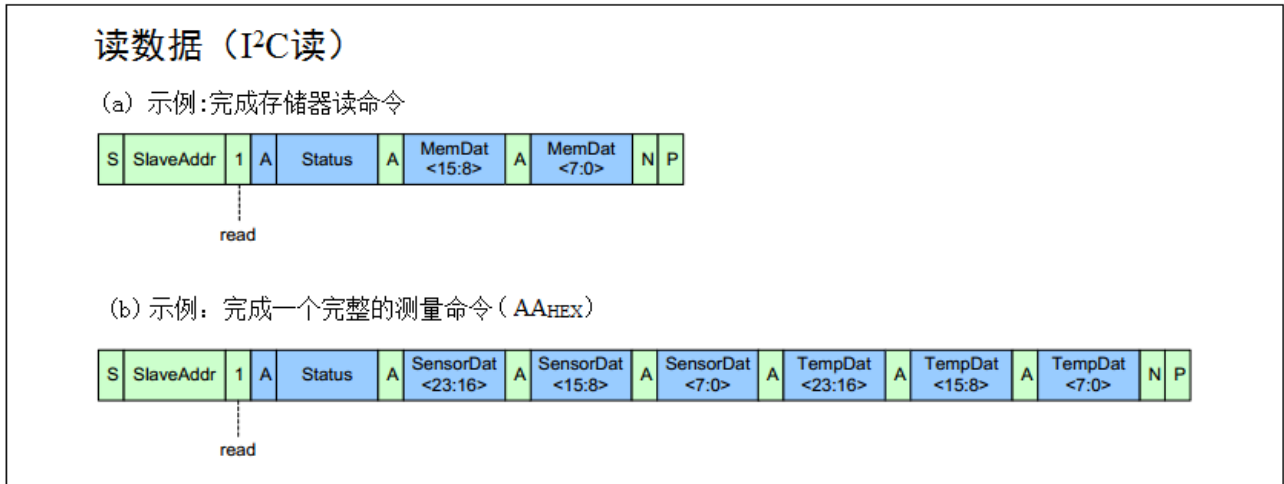 读数据（I²C读）
(a) 示例:完成存储器读命令
S SlaveAddr 1 A Status A MemDat <15:8> A MemDat <7:0> N P
read
(b) 示例：完成一个完整的测量命令（AAHEX）
S SlaveAddr 1 A Status A SensorDat <23:16> A SensorDat <15:8> A SensorDat <7:0> A TempDat <23:16> A TempDat <15:8> A TempDat <7:0> N P
read